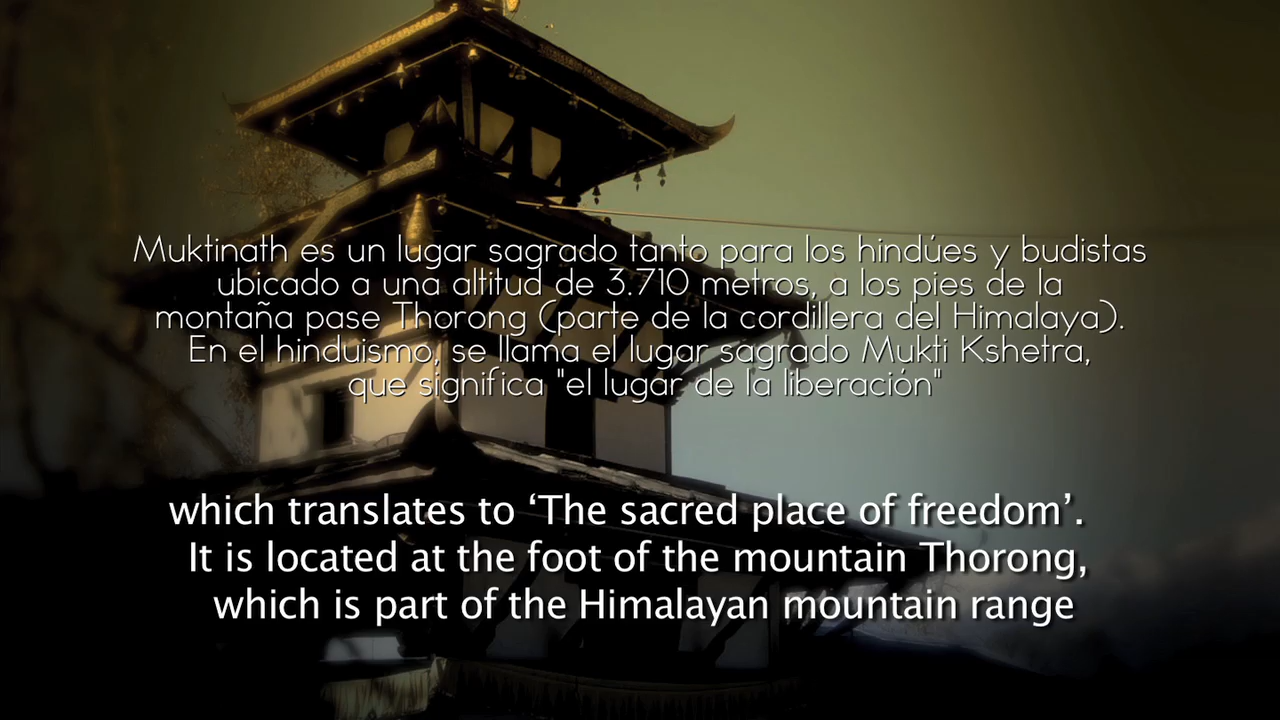 Muktinath es un lugar sagrado tanto para los hindúes y budistas
ubicado a una altitud de 3.710 metros, a los pies de la
montaña pase Thorong (parte de la cordillera del Himalaya).
En el hinduismo, se llama el lugar sagrado Mukti Kshetra,
que significa "el lugar de la liberación"
which translates to ‘The sacred place of freedom’.
It is located at the foot of the mountain Thorong,
which is part of the Himalayan mountain range